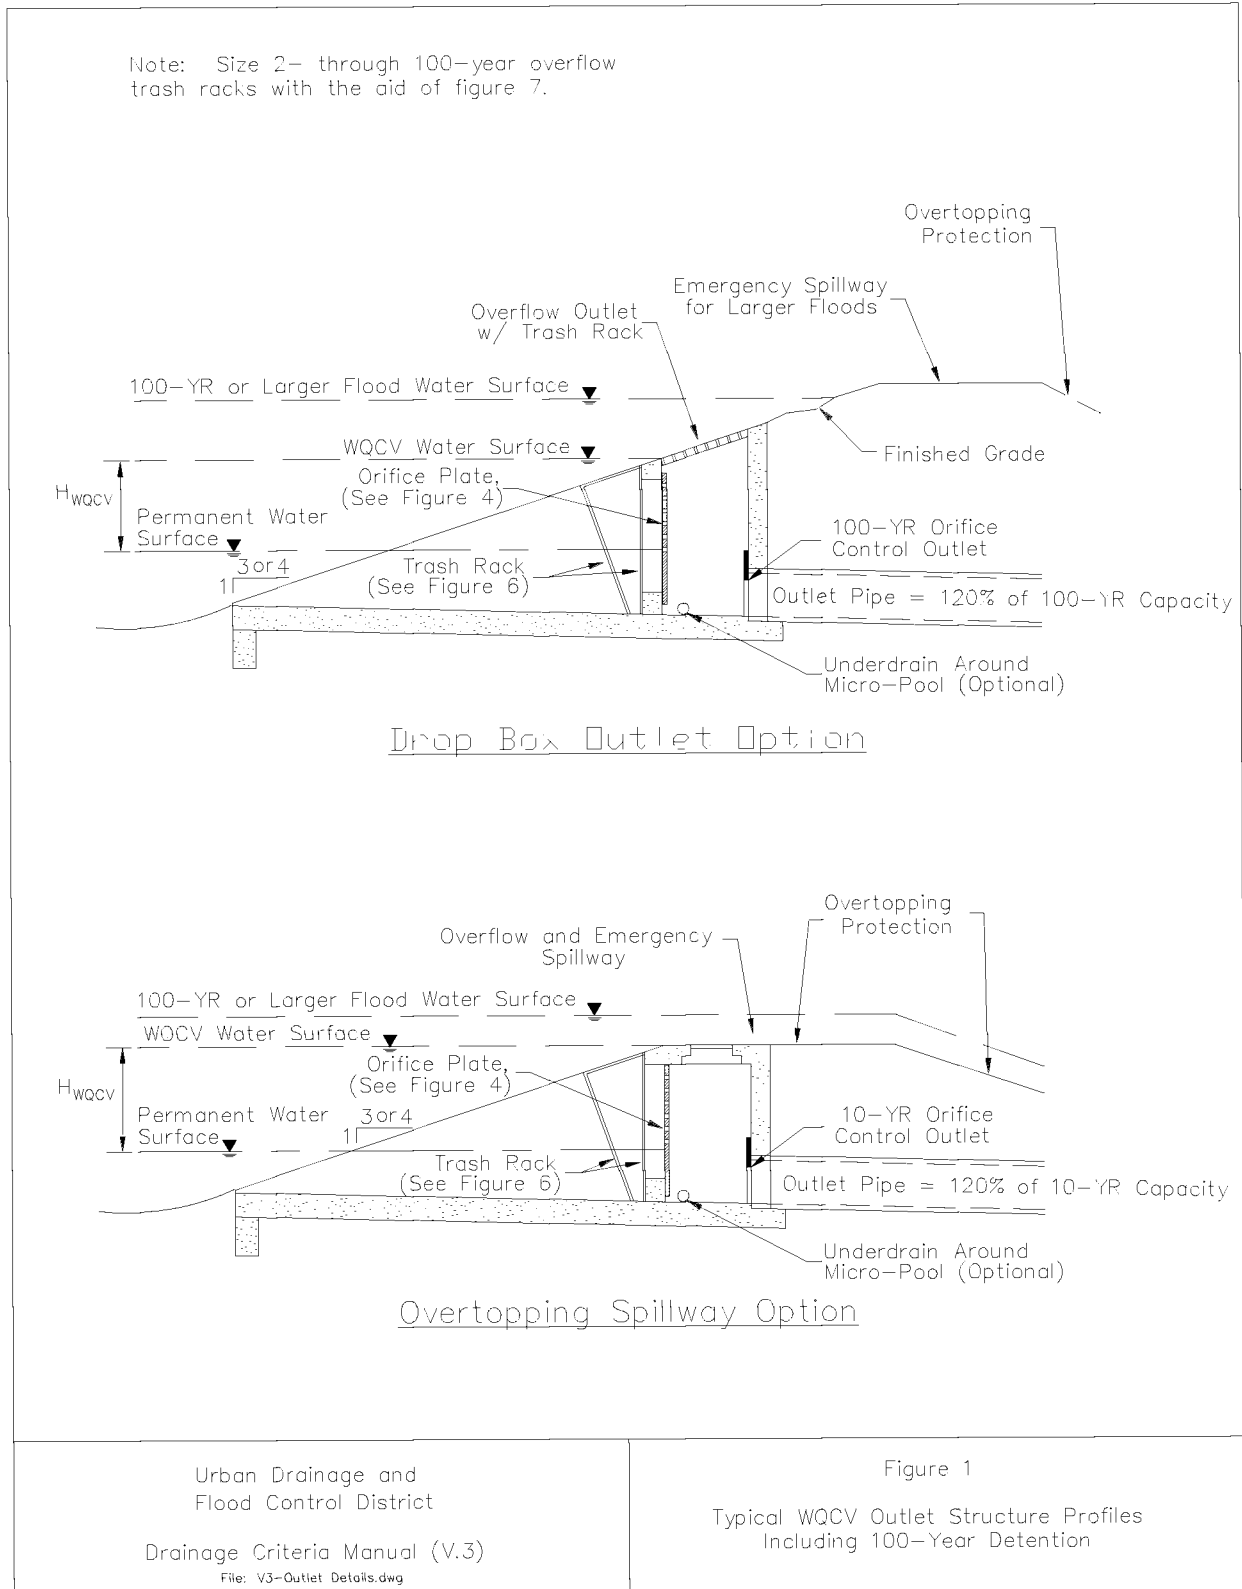 Note: Size 2- through 100-year overflow
trash racks with the aid of figure 7.
Overtopping
Protection
Emergency Spillway
for Larger Floods
Overflow Outlet
w/ Trash Rack
100-YR or Larger Flood Water Surface
WQCV Water Surface
Finished Grade
Orifice Plate,
(See Figure 4)
HWQCV
Permanent Water
Surface
100-YR Orifice
Control Outlet
3or4
1
Trash Rack
(See Figure 6)
Outlet Pipe = 120% of 100-YR Capacity
Underdrain Around
Micro-Pool (Optional)
Drop Box Outlet Option
Overtopping
Protection
Overflow and Emergency
Spillway
100-YR or Larger Flood Water Surface
WQCV Water Surface
Orifice Plate,
(See Figure 4)
HWQCV
Permanent Water
Surface
3or4
1
10-YR Orifice
Control Outlet
Trash Rack
(See Figure 6)
Outlet Pipe = 120% of 10-YR Capacity
Underdrain Around
Micro-Pool (Optional)
Overtopping Spillway Option
Urban Drainage and
Flood Control District
Drainage Criteria Manual (V.3)
File: V3-Outlet Details.dwg
Figure 1
Typical WQCV Outlet Structure Profiles
Including 100-Year Detention